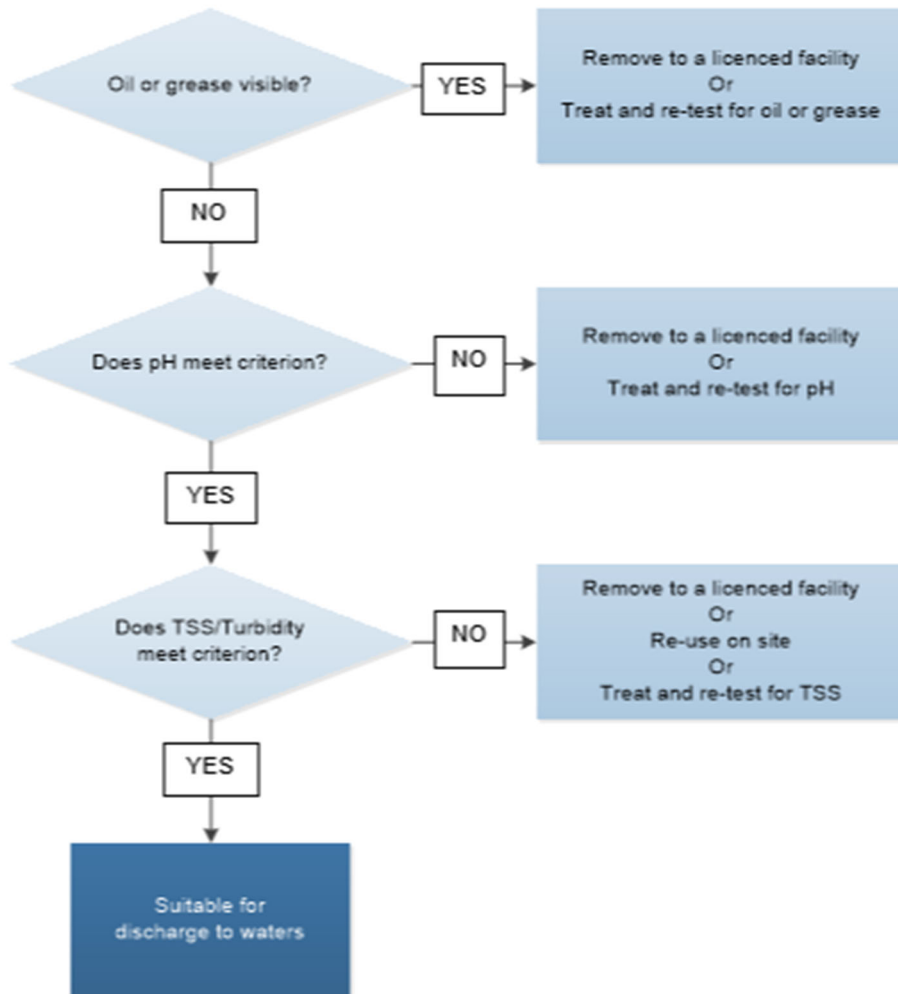 Oil or grease visible?
YES
Remove to a licenced facility
Or
Treat and re-test for oil or grease
NO
Does pH meet criterion?
NO
Remove to a licenced facility
Or
Treat and re-test for pH
YES
Does TSS/Turbidity
meet criterion?
NO
Remove to a licenced facility
Or
Re-use on site
Or
Treat and re-test for TSS
YES
Suitable for
discharge to waters